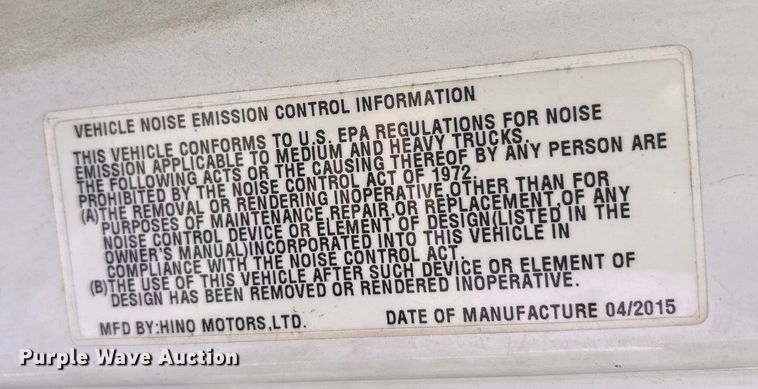 VEHICLE NOISE EMISSION CONTROL INFORMATION
THIS VEHICLE CONFORMS TO U.S. EPA REGULATIONS FOR NOISE
EMISSION APPLICABLE TO MEDIUM AND HEAVY TRUCKS.
THE FOLLOWING ACTS OR THE CAUSING THEREOF BY ANY PERSON ARE
PROHIBITED BY THE NOISE CONTROL ACT OF 1972.
(A)THE REMOVAL OR RENDERING INOPERATIVE,OTHER THAN FOR
PURPOSES OF MAINTENANCE,REPAIR,OR REPLACEMENT,OF ANY
NOISE CONTROL DEVICE OR ELEMENT OF DESIGN(LISTED IN THE
OWNER'S MANUAL)INCORPORATED INTO THIS VEHICLE IN
COMPLIANCE WITH THE NOISE CONTROL ACT.
(B)THE USE OF THIS VEHICLE AFTER SUCH DEVICE OR ELEMENT OF
DESIGN HAS BEEN REMOVED OR RENDERED INOPERATIVE.
MFD BY:HINO MOTORS,LTD. DATE OF MANUFACTURE 04/2015
Purple Wave Auction